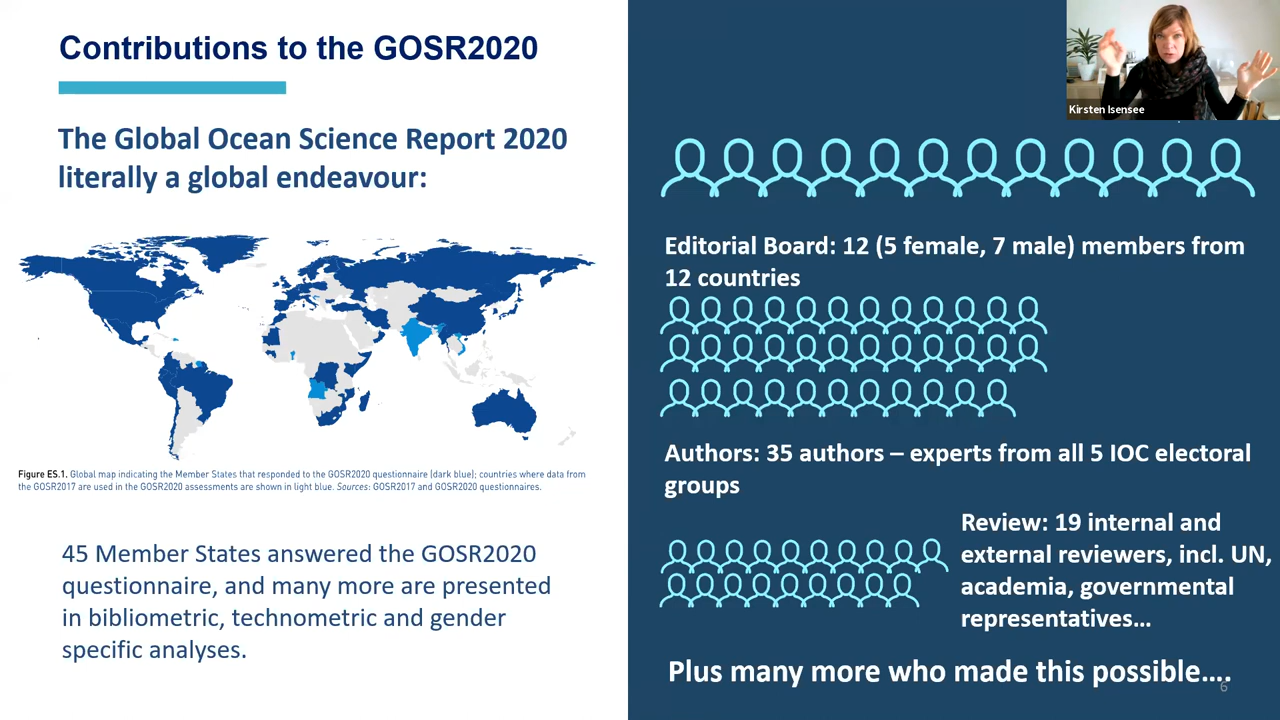 Contributions to the GOSR2020
The Global Ocean Science Report 2020
literally a global endeavour:
Figure ES.1. Global map indicating the Member States that responded to the GOSR2020 questionnaire (dark blue); countries where data from
the GOSR2017 are used in the GOSR2020 assessments are shown in light blue. Sources: GOSR2017 and GOSR2020 questionnaires.
45 Member States answered the GOSR2020
questionnaire, and many more are presented
in bibliometric, technometric and gender
specific analyses.
Kirsten Isensee
Editorial Board: 12 (5 female, 7 male) members from
12 countries
Authors: 35 authors – experts from all 5 IOC electoral
groups
Review: 19 internal and
external reviewers, incl. UN,
academia, governmental
representatives…
Plus many more who made this possible….
6